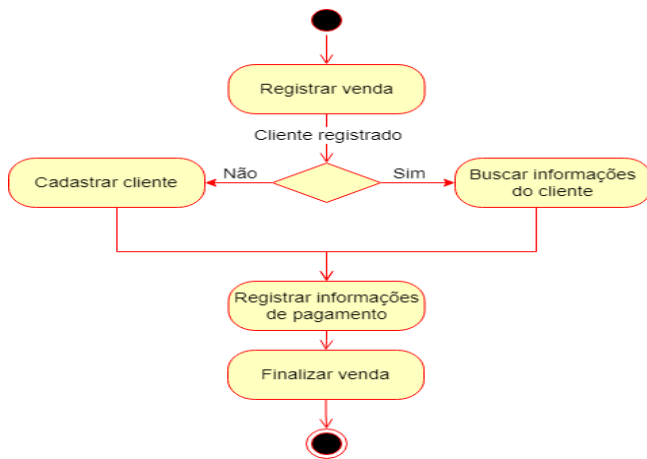 Registrar venda
Cliente registrado
Não
Sim
Cadastrar cliente
Buscar informações
do cliente
Registrar informações
de pagamento
Finalizar venda